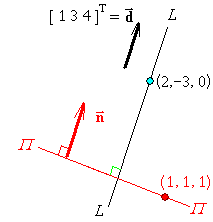 [ 1 3 4 ]ᵀ = d⃗
L
(2,−3, 0)
n⃗
Π
(1, 1, 1)
Π
L